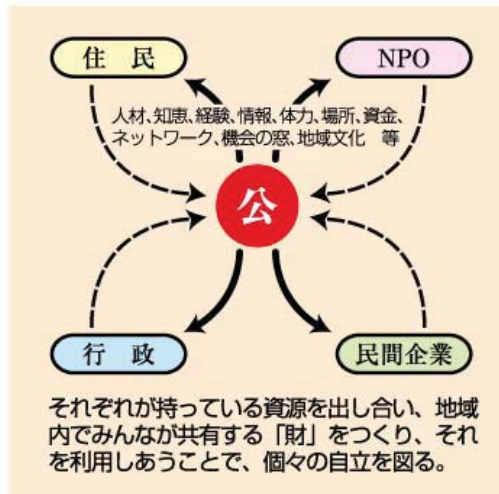 住 民
NPO
人材、知恵、経験、情報、体力、場所、資金、
ネットワーク、機会の窓、地域文化　等
公
行 政
民間企業
それぞれが持っている資源を出し合い、地域
内でみんなが共有する「財」をつくり、それ
を利用しあうことで、個々の自立を図る。